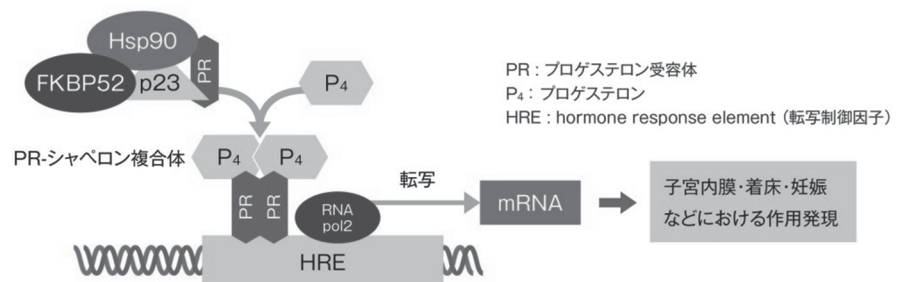 Hsp90
FKBP52
p23
PR
P4
PR : プロゲステロン受容体
P4 : プロゲステロン
HRE : hormone response element (転写制御因子)
PR-シャペロン複合体
P4
P4
PR
PR
RNA
pol2
転写
mRNA
子宮内膜・着床・妊娠
などにおける作用発現
HRE